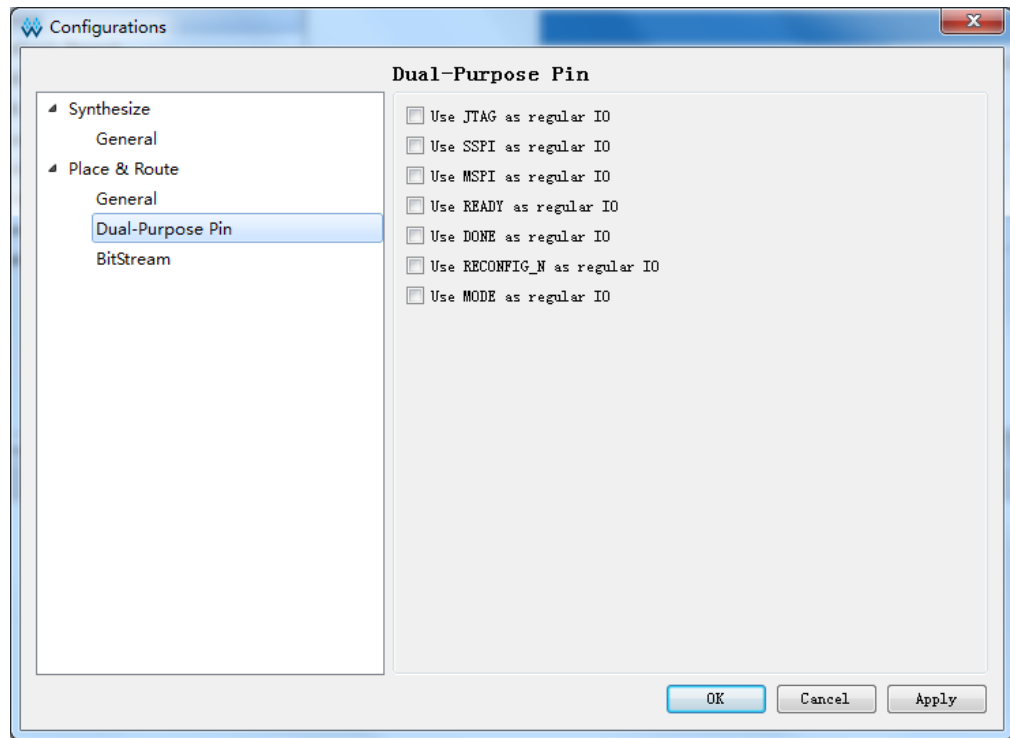 Configurations
Dual-Purpose Pin
Synthesize
General
Place & Route
General
Dual-Purpose Pin
BitStream
Use JTAG as regular IO
Use SSPI as regular IO
Use MSPI as regular IO
Use READY as regular IO
Use DONE as regular IO
Use RECONFIG_N as regular IO
Use MODE as regular IO
OK
Cancel
Apply